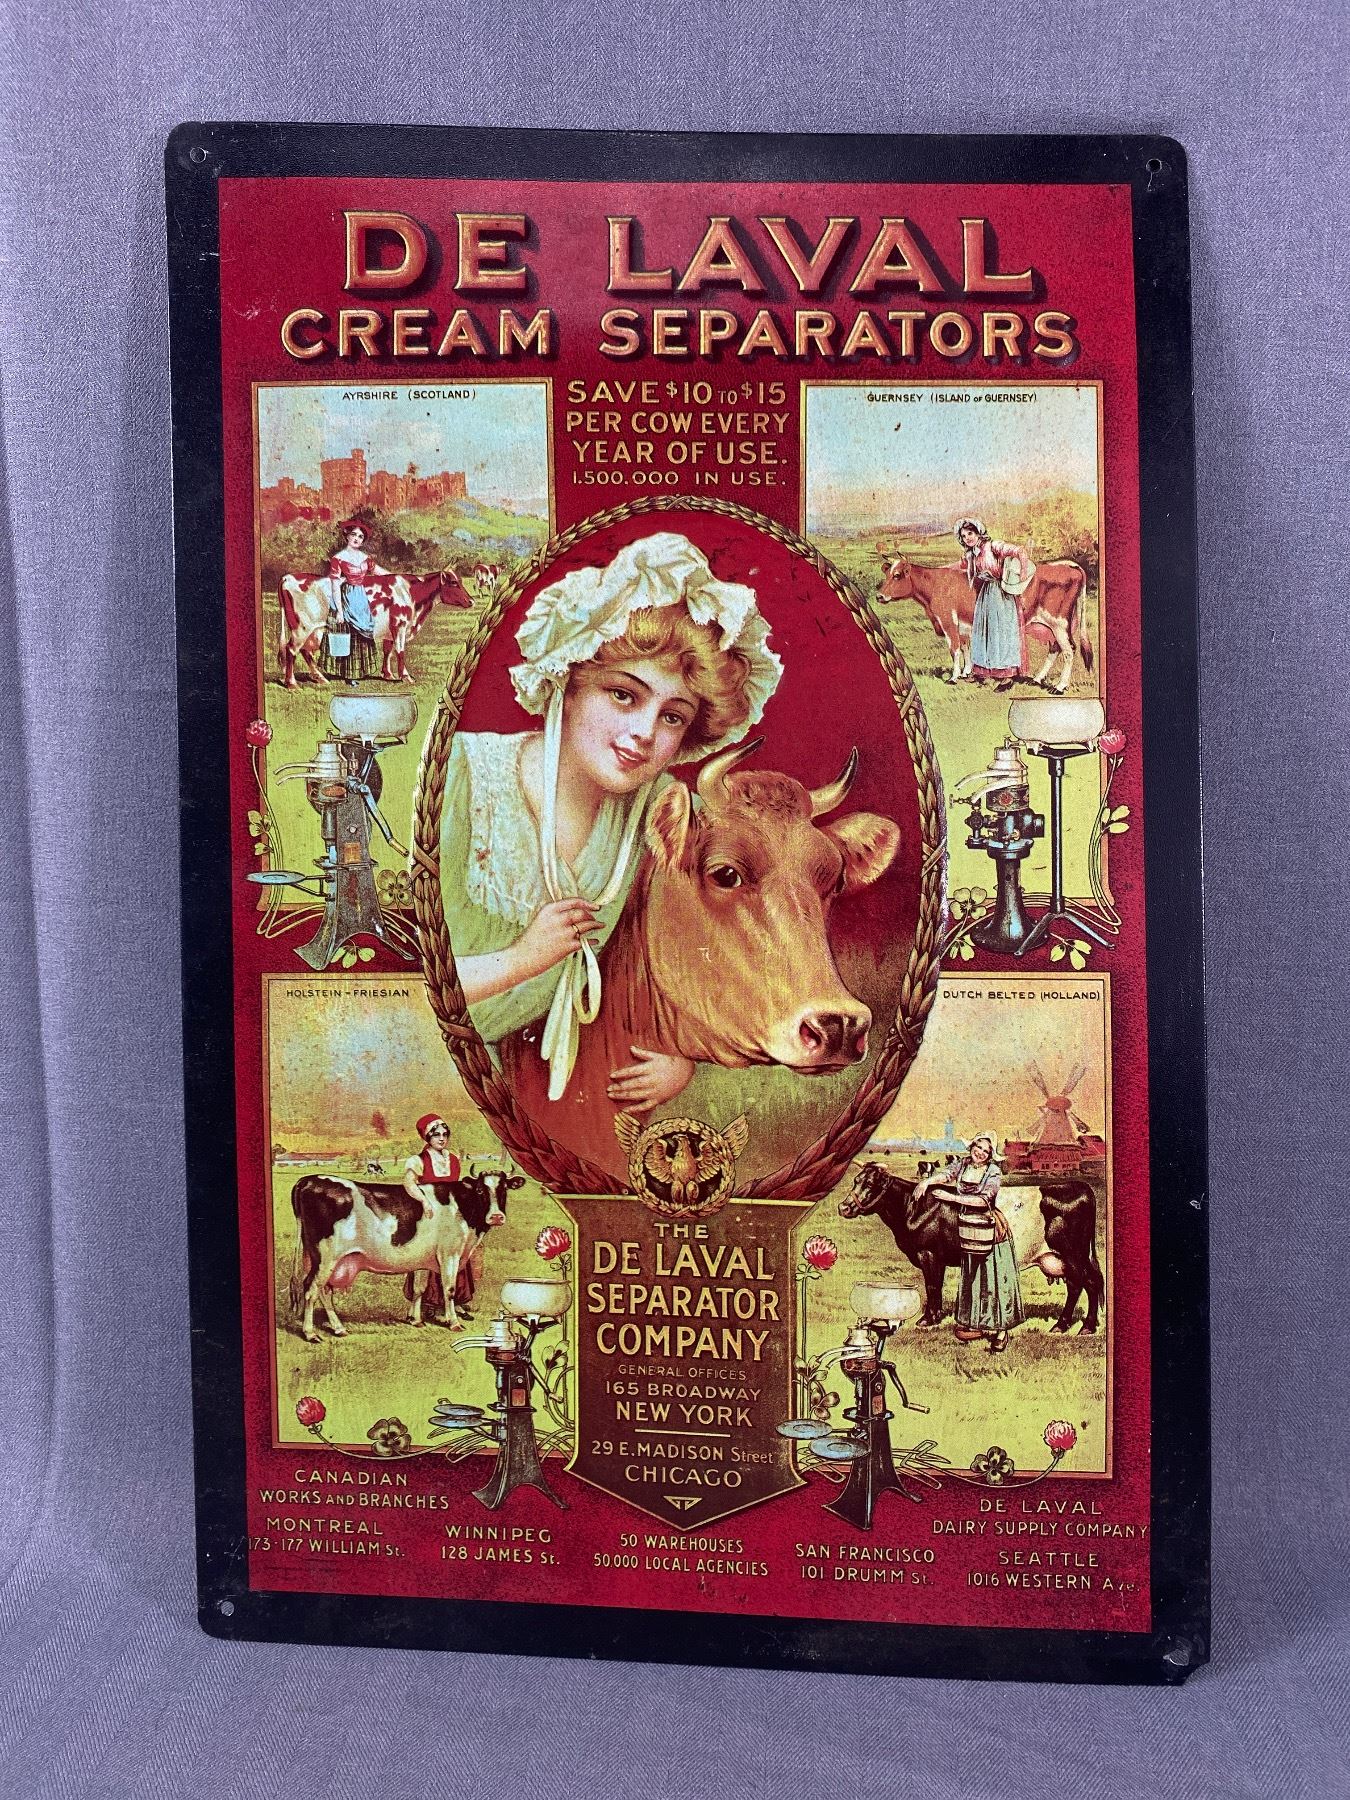 DE LAVAL
CREAM SEPARATORS
AYRSHIRE (SCOTLAND)
SAVE $10 TO $15
PER COW EVERY
YEAR OF USE.
1.500.000 IN USE.
GUERNSEY (ISLAND OF GUERNSEY)
HOLSTEIN-FRIESIAN
DUTCH BELTED (HOLLAND)
THE
DE LAVAL
SEPARATOR
COMPANY
GENERAL OFFICES
165 BROADWAY
NEW YORK
29 E. MADISON Street
CHICAGO
CANADIAN
WORKS AND BRANCHES
MONTREAL
173-177 WILLIAM St.
WINNIPEG
128 JAMES St.
50 WAREHOUSES
50.000 LOCAL AGENCIES
SAN FRANCISCO
101 DRUMM St.
DE LAVAL
DAIRY SUPPLY COMPANY
SEATTLE
1016 WESTERN Ave.